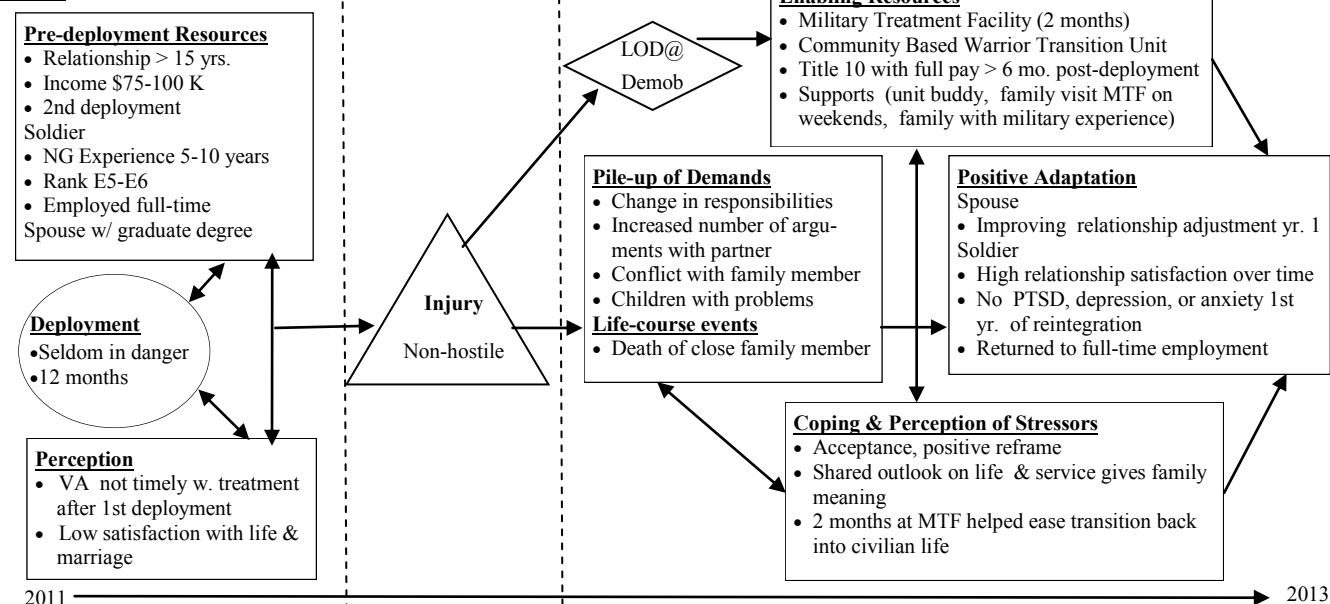 Pre-deployment Resources
• Relationship > 15 yrs.
• Income $75-100 K
• 2nd deployment
Soldier
• NG Experience 5-10 years
• Rank E5-E6
• Employed full-time
Spouse w/ graduate degree
Deployment
•Seldom in danger
•12 months
Perception
• VA not timely w. treatment
after 1st deployment
• Low satisfaction with life &
marriage
Injury
Non-hostile
LOD@
Demob
Enabling Resources
• Military Treatment Facility (2 months)
• Community Based Warrior Transition Unit
• Title 10 with full pay > 6 mo. post-deployment
• Supports (unit buddy, family visit MTF on
weekends, family with military experience)
Pile-up of Demands
• Change in responsibilities
• Increased number of argu-
ments with partner
• Conflict with family member
• Children with problems
Life-course events
• Death of close family member
Positive Adaptation
Spouse
• Improving relationship adjustment yr. 1
Soldier
• High relationship satisfaction over time
• No PTSD, depression, or anxiety 1st
yr. of reintegration
• Returned to full-time employment
Coping & Perception of Stressors
• Acceptance, positive reframe
• Shared outlook on life & service gives family
meaning
• 2 months at MTF helped ease transition back
into civilian life
2011
2013